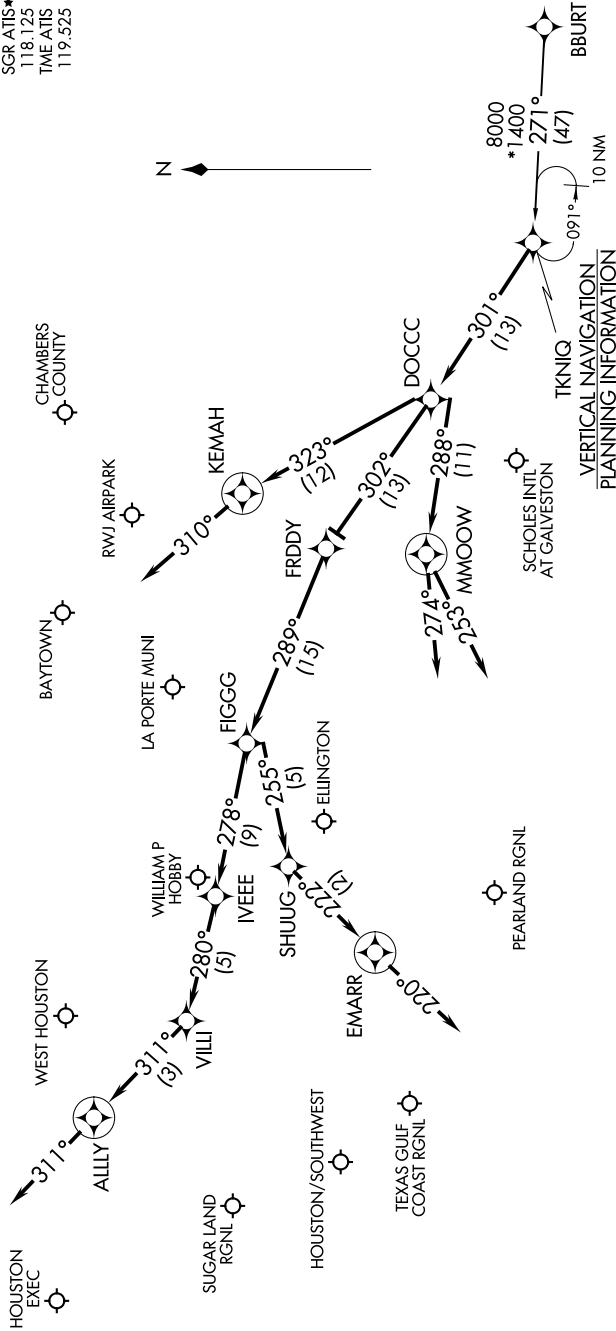 SGR ATIS*
118.125
TME ATIS
119.525
N
BBURT
8000
*1400
271°
(47)
10 NM
091°
TKNIQ
VERTICAL NAVIGATION
PLANNING INFORMATION
301°
(13)
DOCCC
CHAMBERS
COUNTY
KEMAH
323°
(12)
310°
RWJ AIRPARK
302°
(13)
288°
(11)
SCHOLES INTL
AT GALVESTON
MMOOW
274°
253°
FRDDY
BAYTOWN
LA PORTE MUNI
289°
(15)
FIGGG
255°
(5)
ELLINGTON
278°
(9)
WILLIAM P
HOBBY
IVEEE
SHUUG
222°
(2)
PEARLAND RGNL
EMARR
220°
280°
(5)
VILLI
WEST HOUSTON
311°
(3)
ALLLY
311°
HOUSTON/SOUTHWEST
TEXAS GULF
COAST RGNL
SUGAR LAND
RGNL
HOUSTON
EXEC